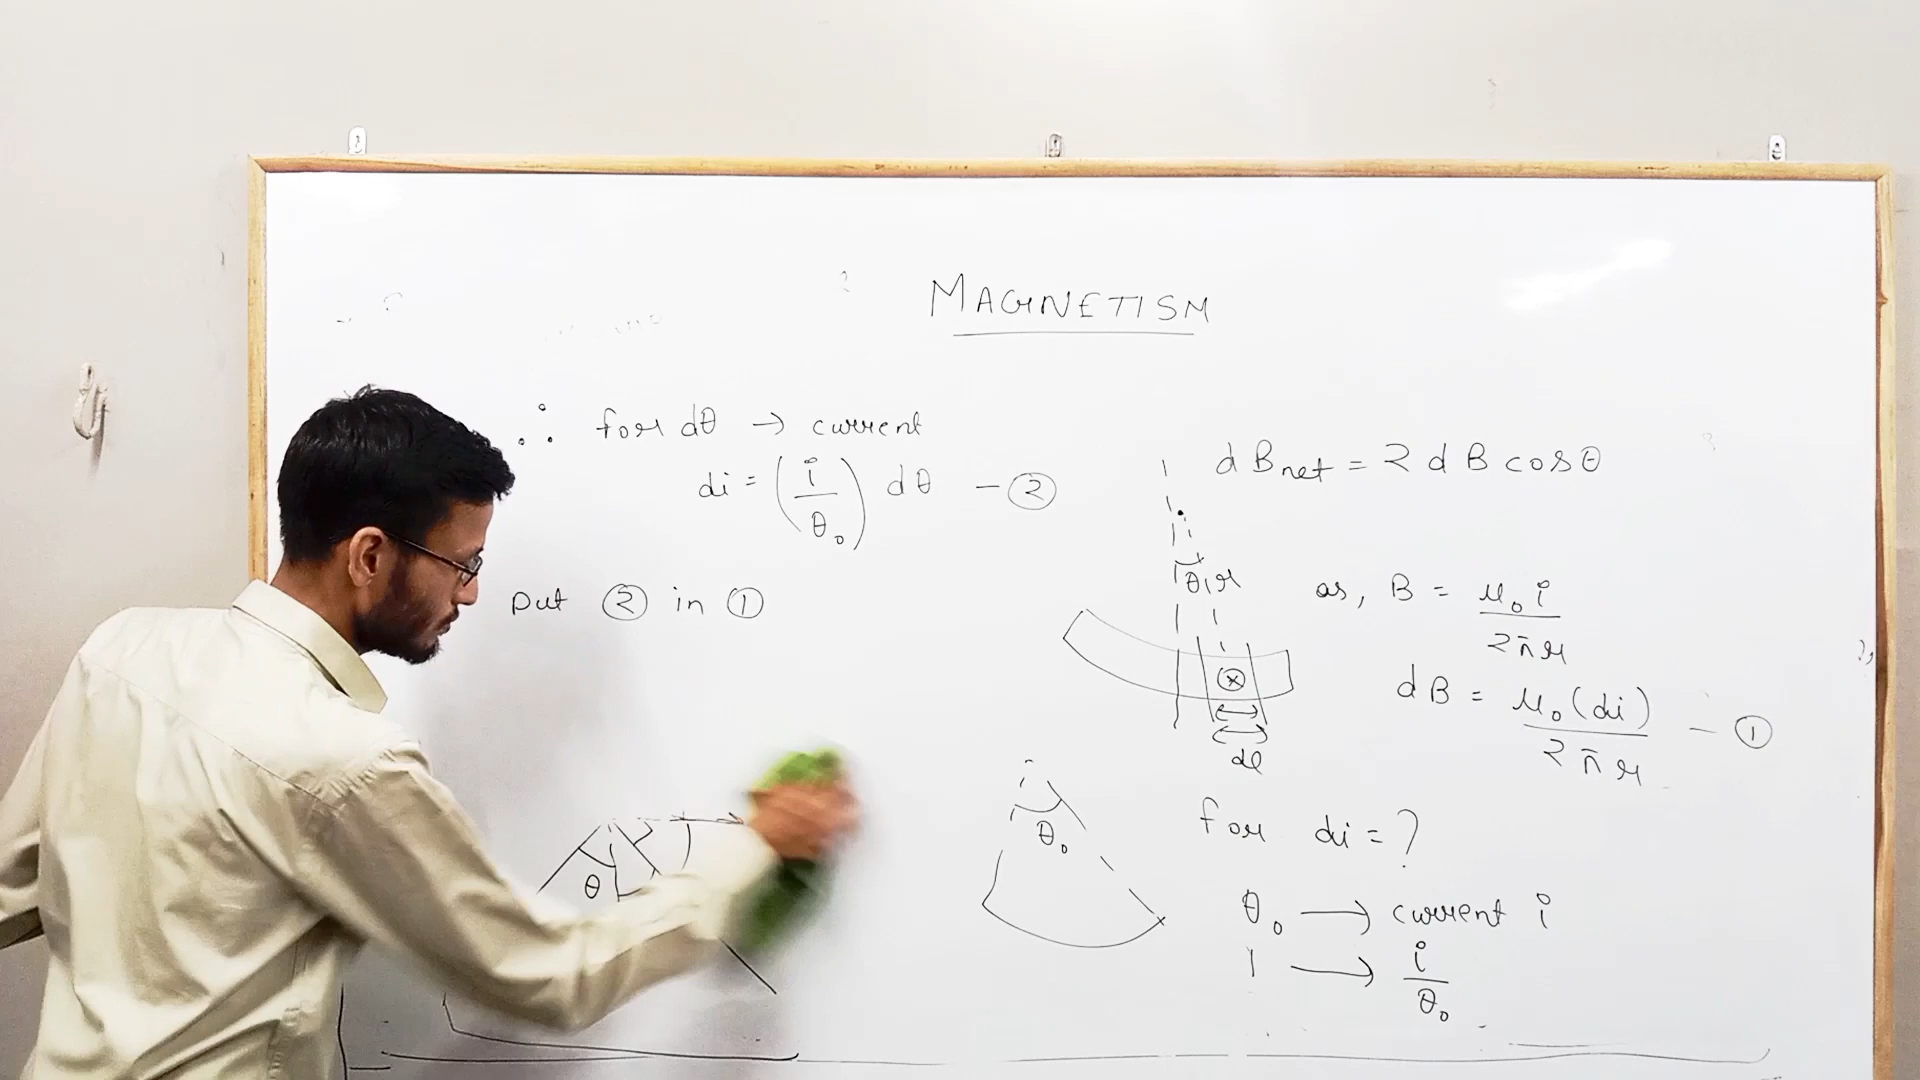 MAGNETISM
∴ for dθ → current
di = (i/θ₀) dθ - ②
Put ② in ①
θ
dB_net = 2 dB cosθ
θ r
⊗
dl
as, B = μ₀ i / 2πr
dB = μ₀(di) / 2πr - ①
θ₀
for di = ?
θ₀ → current i
1 → i/θ₀